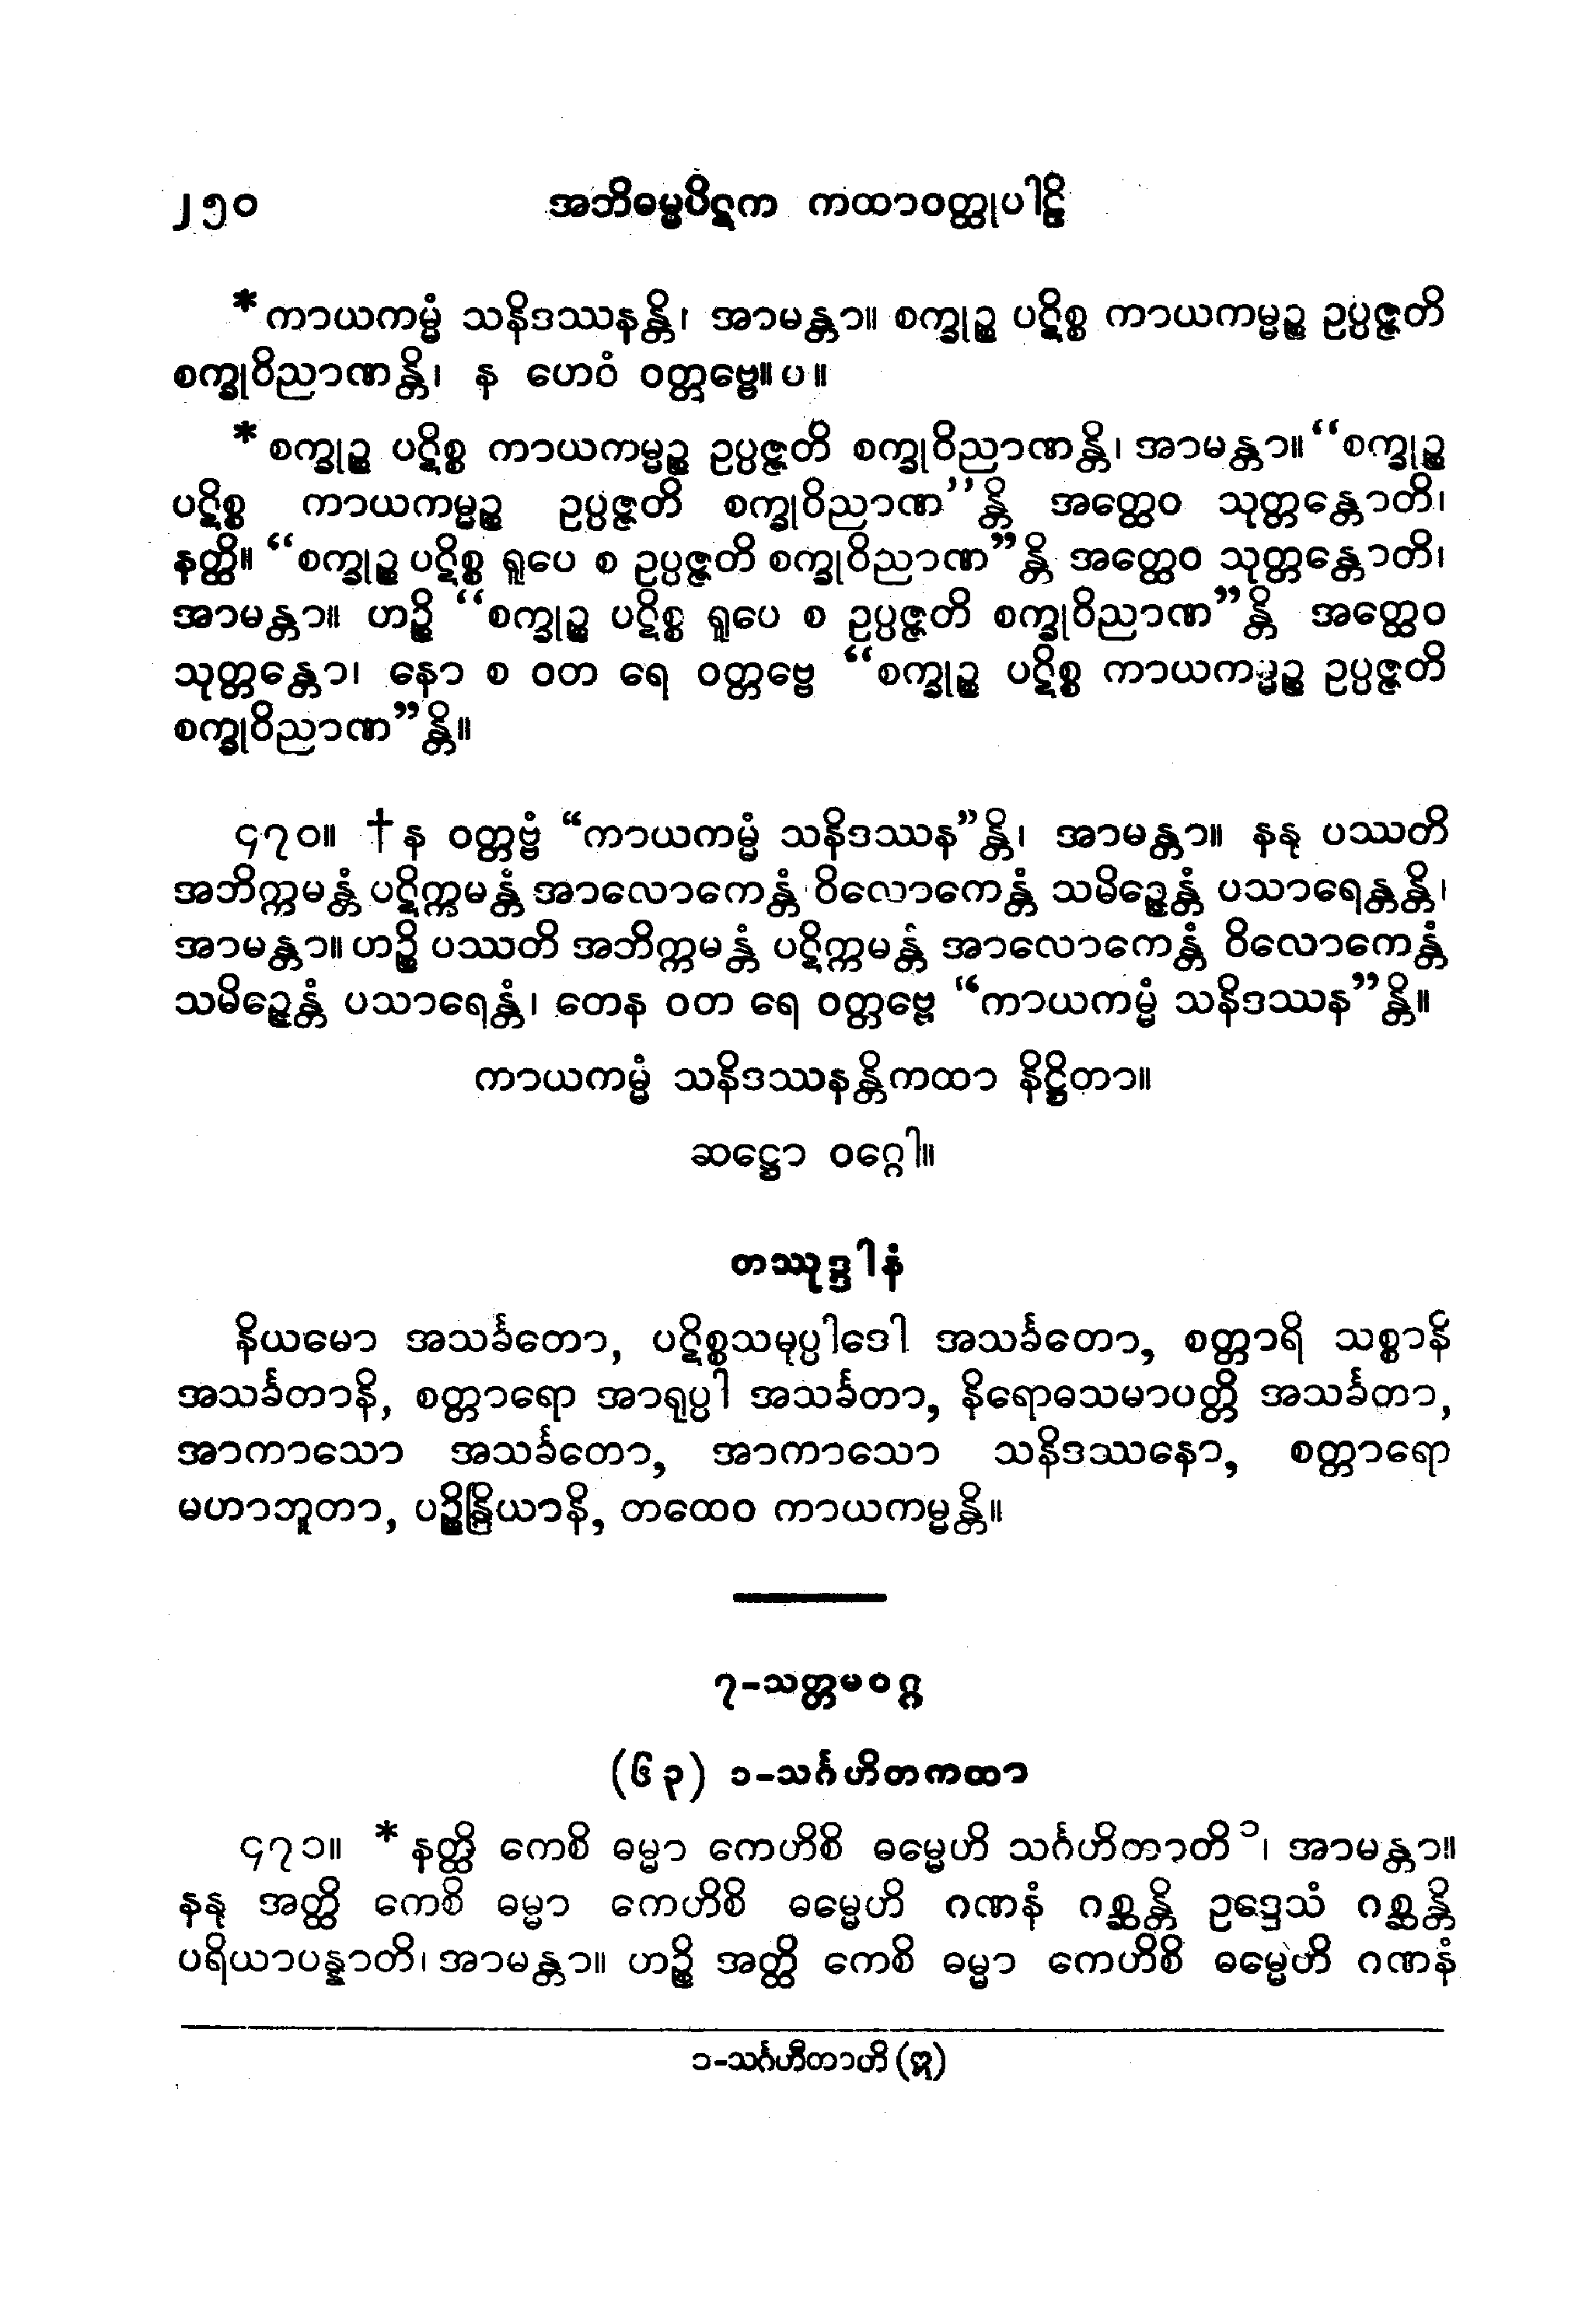 ၂၅၀ အဘိဓမ္မပိဋက ကထာဝတ္ထုပါဠိ
*ကာယကမ္မံ သနိဒဿနန္တိ၊ အာမန္တာ။ စက္ခုဉ္စ ပဋိစ္စ ကာယကမ္မဉ္စ ဥပ္ပဇ္ဇတိ
စက္ခုဝိညာဏန္တိ၊ န ဟေဝံ ဝတ္တဗ္ဗေ။ ပ။
*စက္ခုဉ္စ ပဋိစ္စ ကာယကမ္မဉ္စ ဥပ္ပဇ္ဇတိ စက္ခုဝိညာဏန္တိ၊ အာမန္တာ။ “စက္ခုဉ္စ
ပဋိစ္စ ကာယကမ္မဉ္စ ဥပ္ပဇ္ဇတိ စက္ခုဝိညာဏ”န္တိ အတ္ထေဝ သုတ္တန္တောတိ၊
နတ္ထိ။ “စက္ခုဉ္စ ပဋိစ္စ ရူပေ စ ဥပ္ပဇ္ဇတိ စက္ခုဝိညာဏ”န္တိ အတ္ထေဝ သုတ္တန္တောတိ၊
အာမန္တာ။ ဟဉ္စိ “စက္ခုဉ္စ ပဋိစ္စ ရူပေ စ ဥပ္ပဇ္ဇတိ စက္ခုဝိညာဏ”န္တိ အတ္ထေဝ
သုတ္တန္တော၊ နော စ ဝတ ရေ ဝတ္တဗ္ဗေ “စက္ခုဉ္စ ပဋိစ္စ ကာယကမ္မဉ္စ ဥပ္ပဇ္ဇတိ
စက္ခုဝိညာဏ”န္တိ။
၄၇၀။ †န ဝတ္တဗ္ဗံ “ကာယကမ္မံ သနိဒဿန”န္တိ၊ အာမန္တာ။ နနု ပဿတိ
အဘိက္ကမန္တံ ပဋိက္ကမန္တံ အာလောကေန္တံ ဝိလောကေန္တံ သမိဉ္ဇေန္တံ ပသာရေန္တန္တိ၊
အာမန္တာ။ ဟဉ္စိ ပဿတိ အဘိက္ကမန္တံ ပဋိက္ကမန္တံ အာလောကေန္တံ ဝိလောကေန္တံ
သမိဉ္ဇေန္တံ ပသာရေန္တံ၊ တေန ဝတ ရေ ဝတ္တဗ္ဗေ “ကာယကမ္မံ သနိဒဿန”န္တိ။
ကာယကမ္မံ သနိဒဿနန္တိကထာ နိဋ္ဌိတာ။
ဆဋ္ဌော ဝဂ္ဂေါ။
တဿုဒ္ဒါနံ
နိယမော အသင်္ခတော, ပဋိစ္စသမုပ္ပါဒေါ အသင်္ခတော, စတ္တာရိ သစ္စာနိ
အသင်္ခတာနိ, စတ္တာရော အာရုပ္ပါ အသင်္ခတာ, နိရောဓသမာပတ္တိ အသင်္ခတာ,
အာကာသော အသင်္ခတော, အာကာသော သနိဒဿနော, စတ္တာရော
မဟာဘူတာ, ပဉ္စိန္ဒြိယာနိ, တထေဝ ကာယကမ္မန္တိ။
၇-သတ္တမဝဂ္ဂ
(၆၃) ၁-သင်္ဂဟိတကထာ
၄၇၁။ *နတ္ထိ ကေစိ ဓမ္မာ ကေဟိစိ ဓမ္မေဟိ သင်္ဂဟိတာတိ၁၊ အာမန္တာ။
နနု အတ္ထိ ကေစိ ဓမ္မာ ကေဟိစိ ဓမ္မေဟိ ဂဏနံ ဂစ္ဆန္တိ ဥဒ္ဒေသံ ဂစ္ဆန္တိ
ပရိယာပန္နာတိ၊ အာမန္တာ။ ဟဉ္စိ အတ္ထိ ကေစိ ဓမ္မာ ကေဟိစိ ဓမ္မေဟိ ဂဏနံ
၁-သင်္ဂဟီတာဟိ (ဣ)